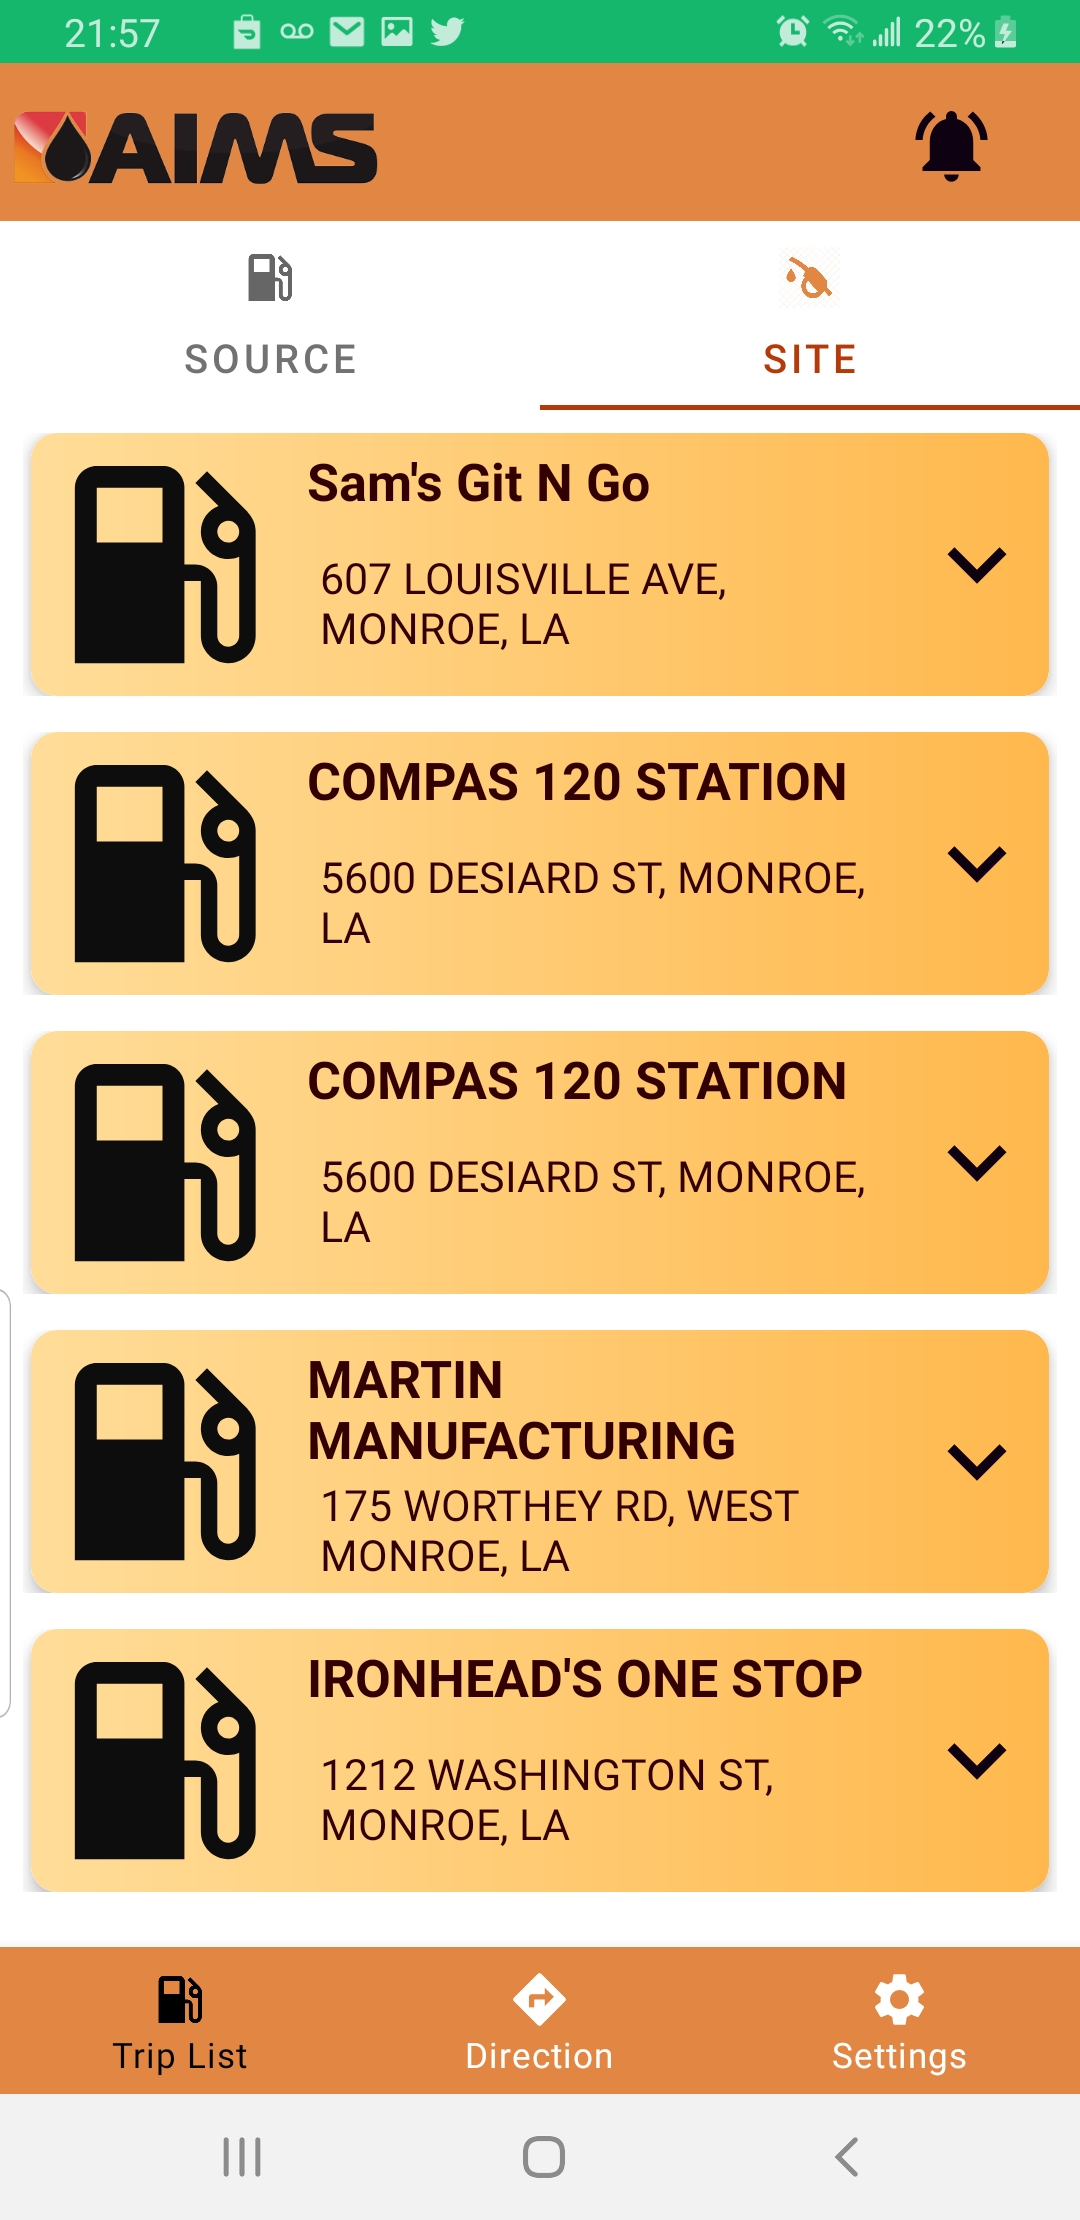 21:57
22%
AIMS
SOURCE
SITE
Sam's Git N Go
607 LOUISVILLE AVE,
MONROE, LA
COMPAS 120 STATION
5600 DESIARD ST, MONROE,
LA
COMPAS 120 STATION
5600 DESIARD ST, MONROE,
LA
MARTIN
MANUFACTURING
175 WORTHEY RD, WEST
MONROE, LA
IRONHEAD'S ONE STOP
1212 WASHINGTON ST,
MONROE, LA
Trip List
Direction
Settings